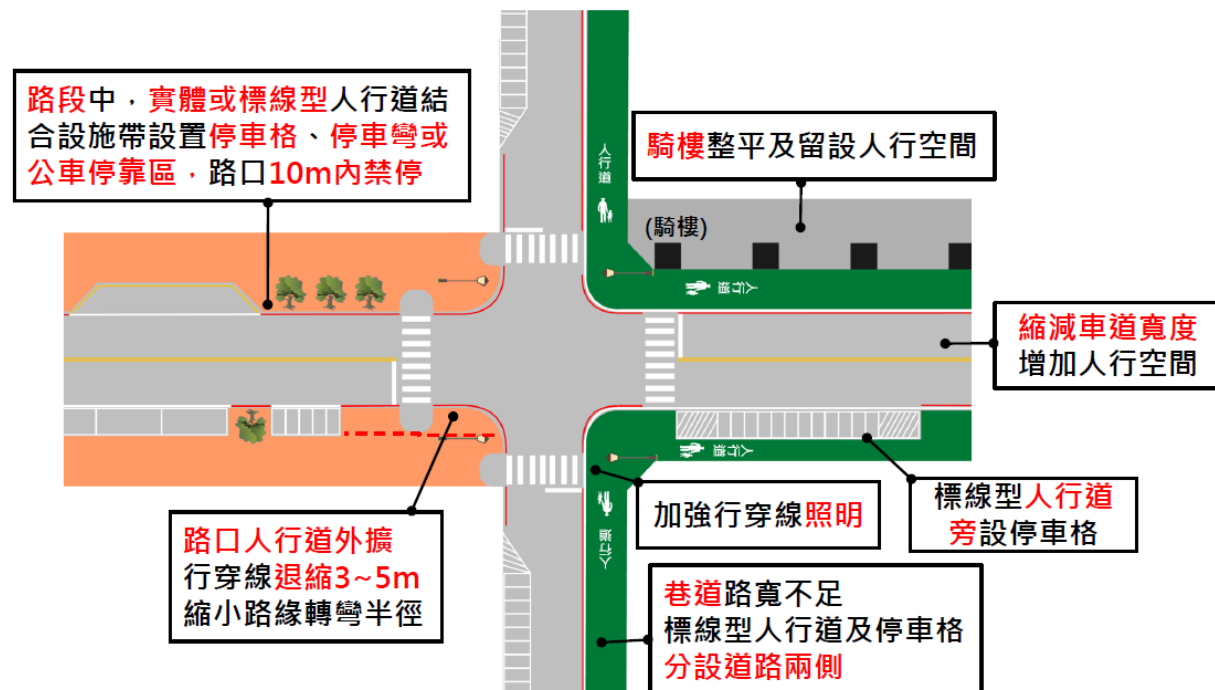 路段中，實體或標線型人行道結
合設施帶設置停車格、停車彎或
公車停靠區，路口10m內禁停
騎樓整平及留設人行空間
人行道
(騎樓)
人行道
縮減車道寬度
增加人行空間
人行道
標線型人行道
旁設停車格
加強行穿線照明
人行道
路口人行道外擴
行穿線退縮3~5m
縮小路緣轉彎半徑
巷道路寬不足
標線型人行道及停車格
分設道路兩側